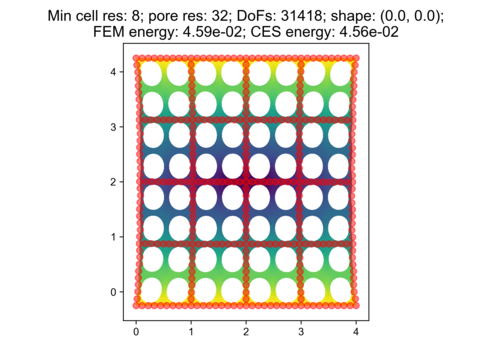 Min cell res: 8; pore res: 32; DoFs: 31418; shape: (0.0, 0.0);
FEM energy: 4.59e-02; CES energy: 4.56e-02
4
3
2
1
0
0 1 2 3 4